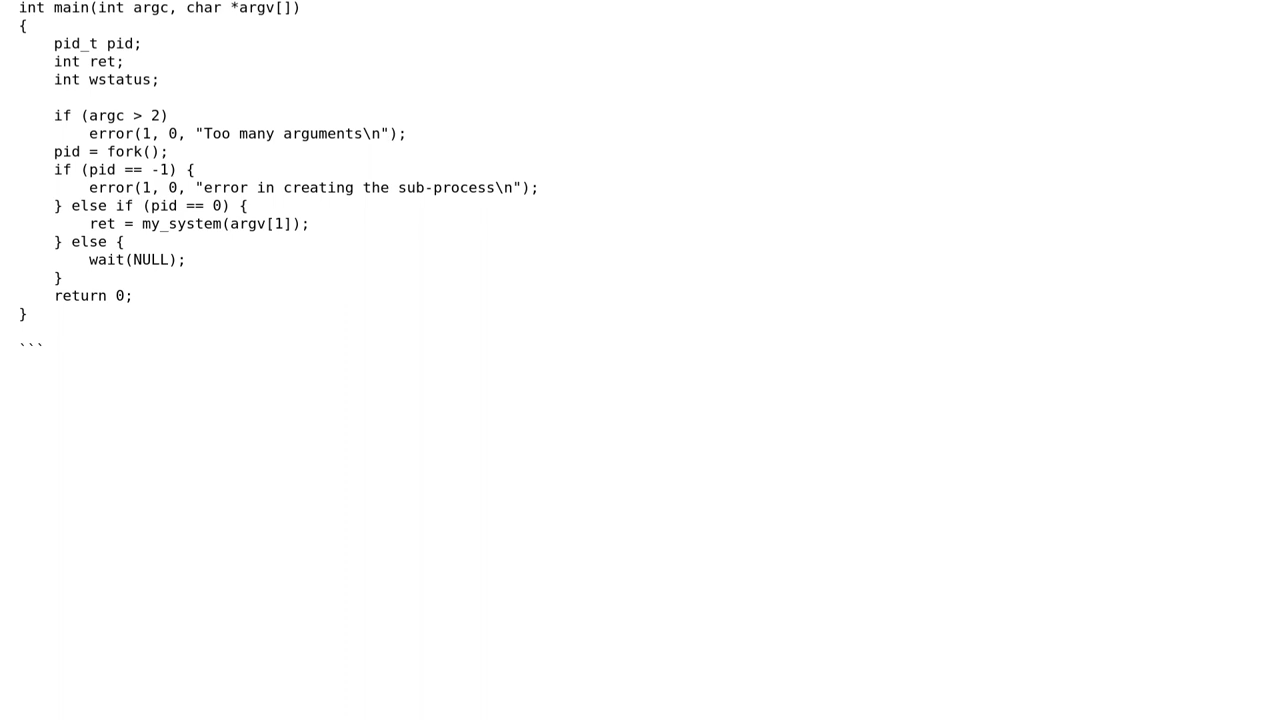 int main(int argc, char *argv[])
{
    pid_t pid;
    int ret;
    int wstatus;

    if (argc > 2)
        error(1, 0, "Too many arguments\n");
    pid = fork();
    if (pid == -1) {
        error(1, 0, "error in creating the sub-process\n");
    } else if (pid == 0) {
        ret = my_system(argv[1]);
    } else {
        wait(NULL);
    }
    return 0;
}

```